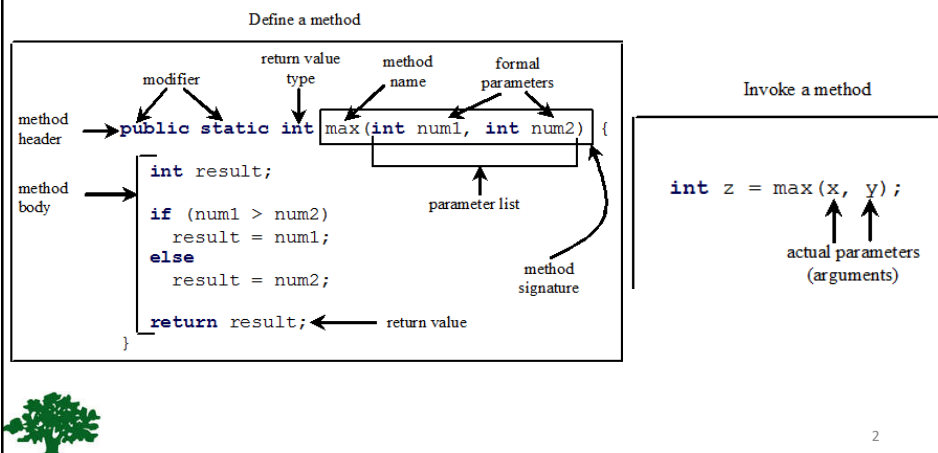 Define a method
return value
type
method
name
formal
parameters
modifier
method
header
public static int max(int num1, int num2) {
method
body
int result;
parameter list
if (num1 > num2)
result = num1;
else
result = num2;
method
signature
return result;
return value
}
Invoke a method
int z = max(x, y);
actual parameters
(arguments)
2